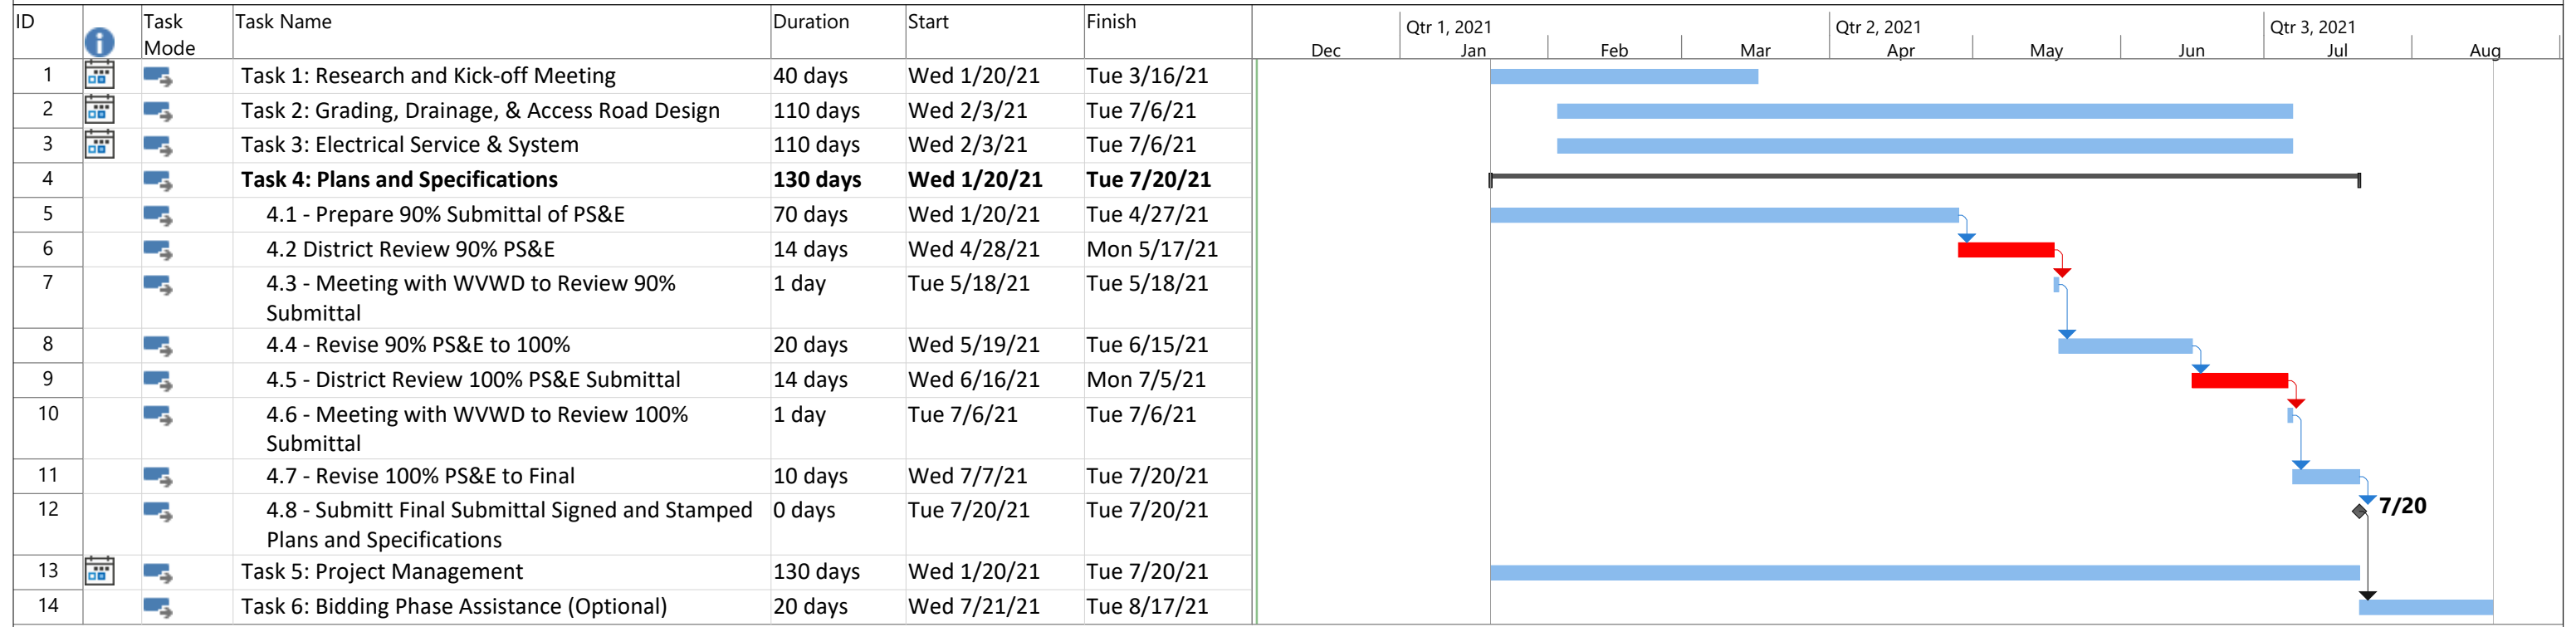 ID Task Mode Task Name Duration Start Finish
Qtr 1, 2021 Qtr 2, 2021 Qtr 3, 2021
Dec Jan Feb Mar Apr May Jun Jul Aug
1 Task 1: Research and Kick-off Meeting 40 days Wed 1/20/21 Tue 3/16/21
2 Task 2: Grading, Drainage, & Access Road Design 110 days Wed 2/3/21 Tue 7/6/21
3 Task 3: Electrical Service & System 110 days Wed 2/3/21 Tue 7/6/21
4 Task 4: Plans and Specifications 130 days Wed 1/20/21 Tue 7/20/21
5 4.1 - Prepare 90% Submittal of PS&E 70 days Wed 1/20/21 Tue 4/27/21
6 4.2 District Review 90% PS&E 14 days Wed 4/28/21 Mon 5/17/21
7 4.3 - Meeting with WVWD to Review 90% 1 day Tue 5/18/21 Tue 5/18/21
Submittal
8 4.4 - Revise 90% PS&E to 100% 20 days Wed 5/19/21 Tue 6/15/21
9 4.5 - District Review 100% PS&E Submittal 14 days Wed 6/16/21 Mon 7/5/21
10 4.6 - Meeting with WVWD to Review 100% 1 day Tue 7/6/21 Tue 7/6/21
Submittal
11 4.7 - Revise 100% PS&E to Final 10 days Wed 7/7/21 Tue 7/20/21
12 4.8 - Submitt Final Submittal Signed and Stamped 0 days Tue 7/20/21 Tue 7/20/21 7/20
Plans and Specifications
13 Task 5: Project Management 130 days Wed 1/20/21 Tue 7/20/21
14 Task 6: Bidding Phase Assistance (Optional) 20 days Wed 7/21/21 Tue 8/17/21